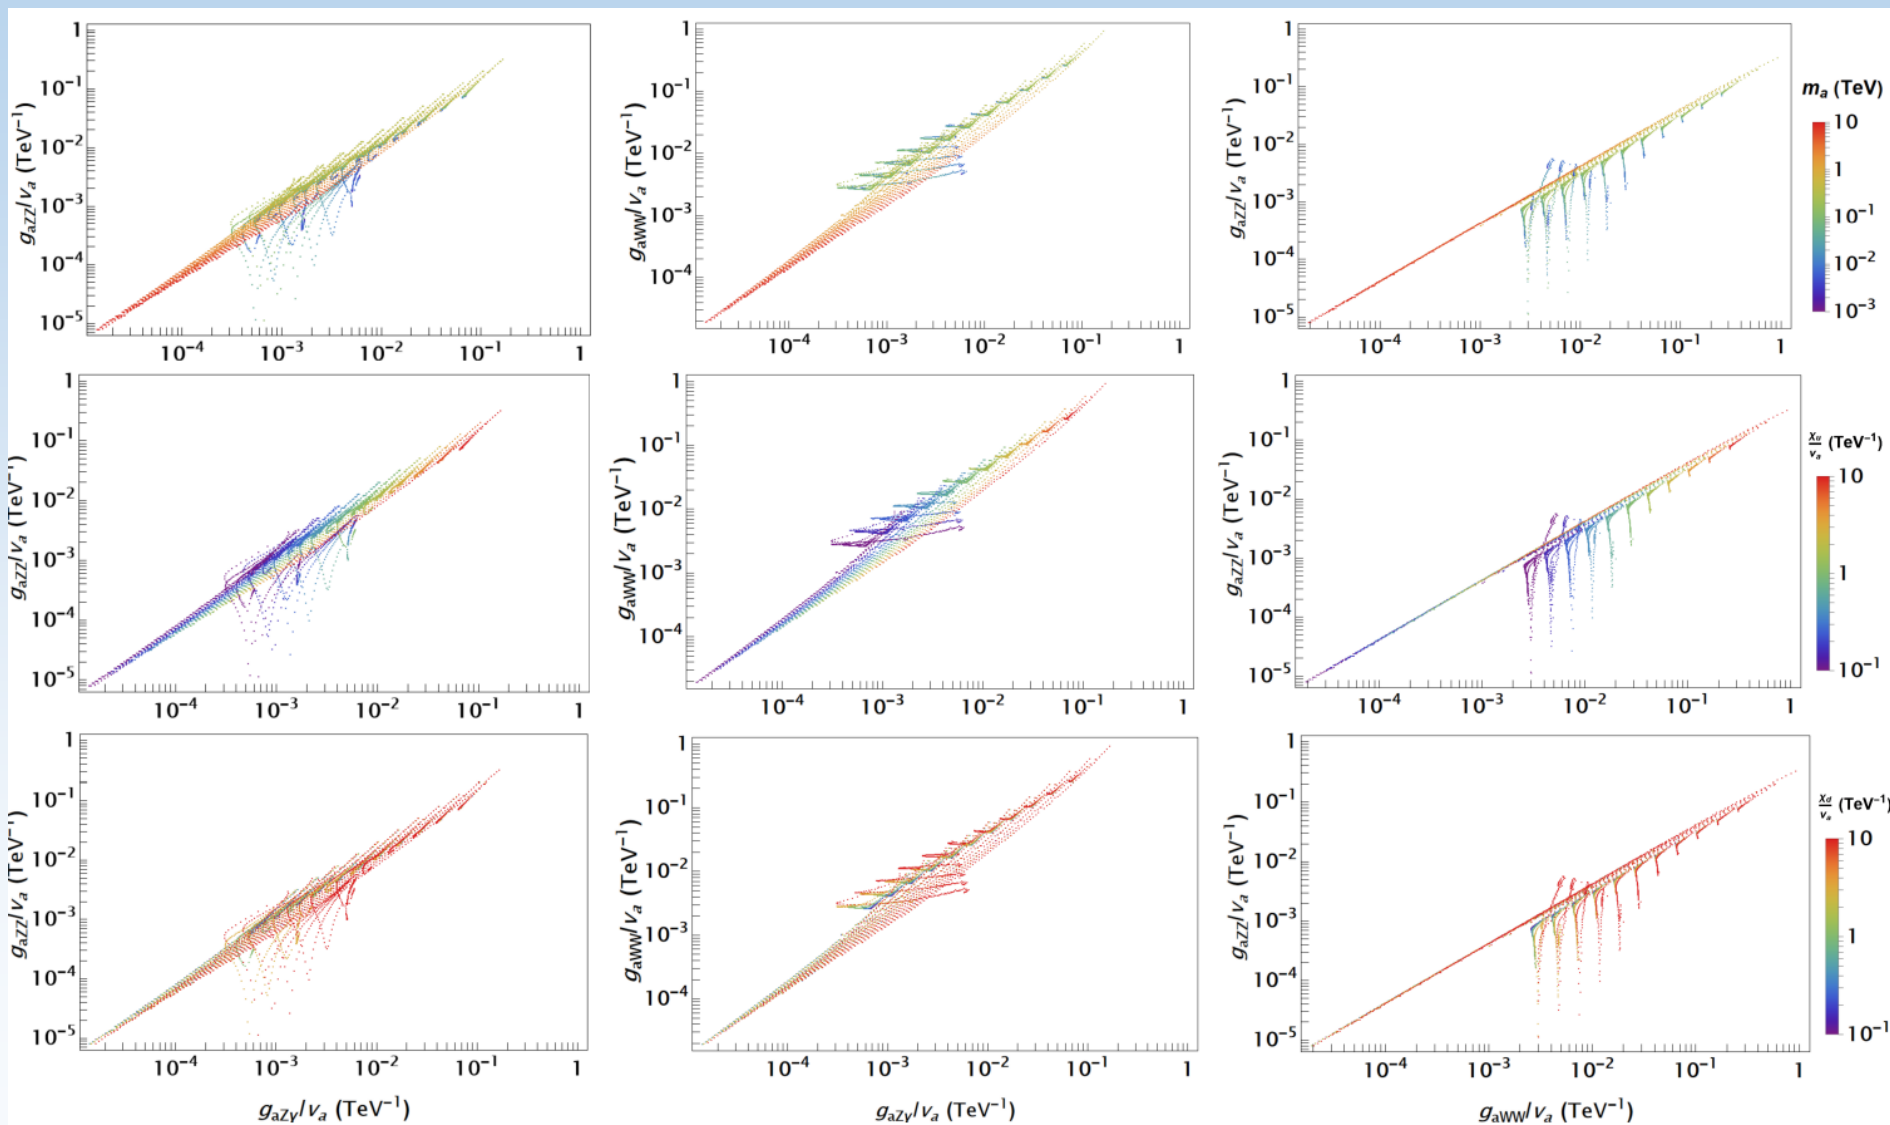 1
10⁻¹
10⁻²
10⁻³
10⁻⁴
10⁻⁵
g_aZZ/v_a (TeV⁻¹)
10⁻⁴ 10⁻³ 10⁻² 10⁻¹ 1
1
10⁻¹
10⁻²
10⁻³
10⁻⁴
g_aWW/v_a (TeV⁻¹)
10⁻⁴ 10⁻³ 10⁻² 10⁻¹ 1
1
10⁻¹
10⁻²
10⁻³
10⁻⁴
10⁻⁵
g_aZZ/v_a (TeV⁻¹)
10⁻⁴ 10⁻³ 10⁻² 10⁻¹ 1
m_a (TeV)
10
1
10⁻¹
10⁻²
10⁻³
1
10⁻¹
10⁻²
10⁻³
10⁻⁴
10⁻⁵
g_aZZ/v_a (TeV⁻¹)
10⁻⁴ 10⁻³ 10⁻² 10⁻¹ 1
1
10⁻¹
10⁻²
10⁻³
10⁻⁴
g_aWW/v_a (TeV⁻¹)
10⁻⁴ 10⁻³ 10⁻² 10⁻¹ 1
1
10⁻¹
10⁻²
10⁻³
10⁻⁴
10⁻⁵
g_aZZ/v_a (TeV⁻¹)
10⁻⁴ 10⁻³ 10⁻² 10⁻¹ 1
χ_u/v_a (TeV⁻¹)
10
1
10⁻¹
1
10⁻¹
10⁻²
10⁻³
10⁻⁴
10⁻⁵
g_aZZ/v_a (TeV⁻¹)
10⁻⁴ 10⁻³ 10⁻² 10⁻¹ 1
g_aZγ/v_a (TeV⁻¹)
1
10⁻¹
10⁻²
10⁻³
10⁻⁴
g_aWW/v_a (TeV⁻¹)
10⁻⁴ 10⁻³ 10⁻² 10⁻¹ 1
g_aZγ/v_a (TeV⁻¹)
1
10⁻¹
10⁻²
10⁻³
10⁻⁴
10⁻⁵
g_aZZ/v_a (TeV⁻¹)
10⁻⁴ 10⁻³ 10⁻² 10⁻¹ 1
g_aWW/v_a (TeV⁻¹)
χ_d/v_a (TeV⁻¹)
10
1
10⁻¹